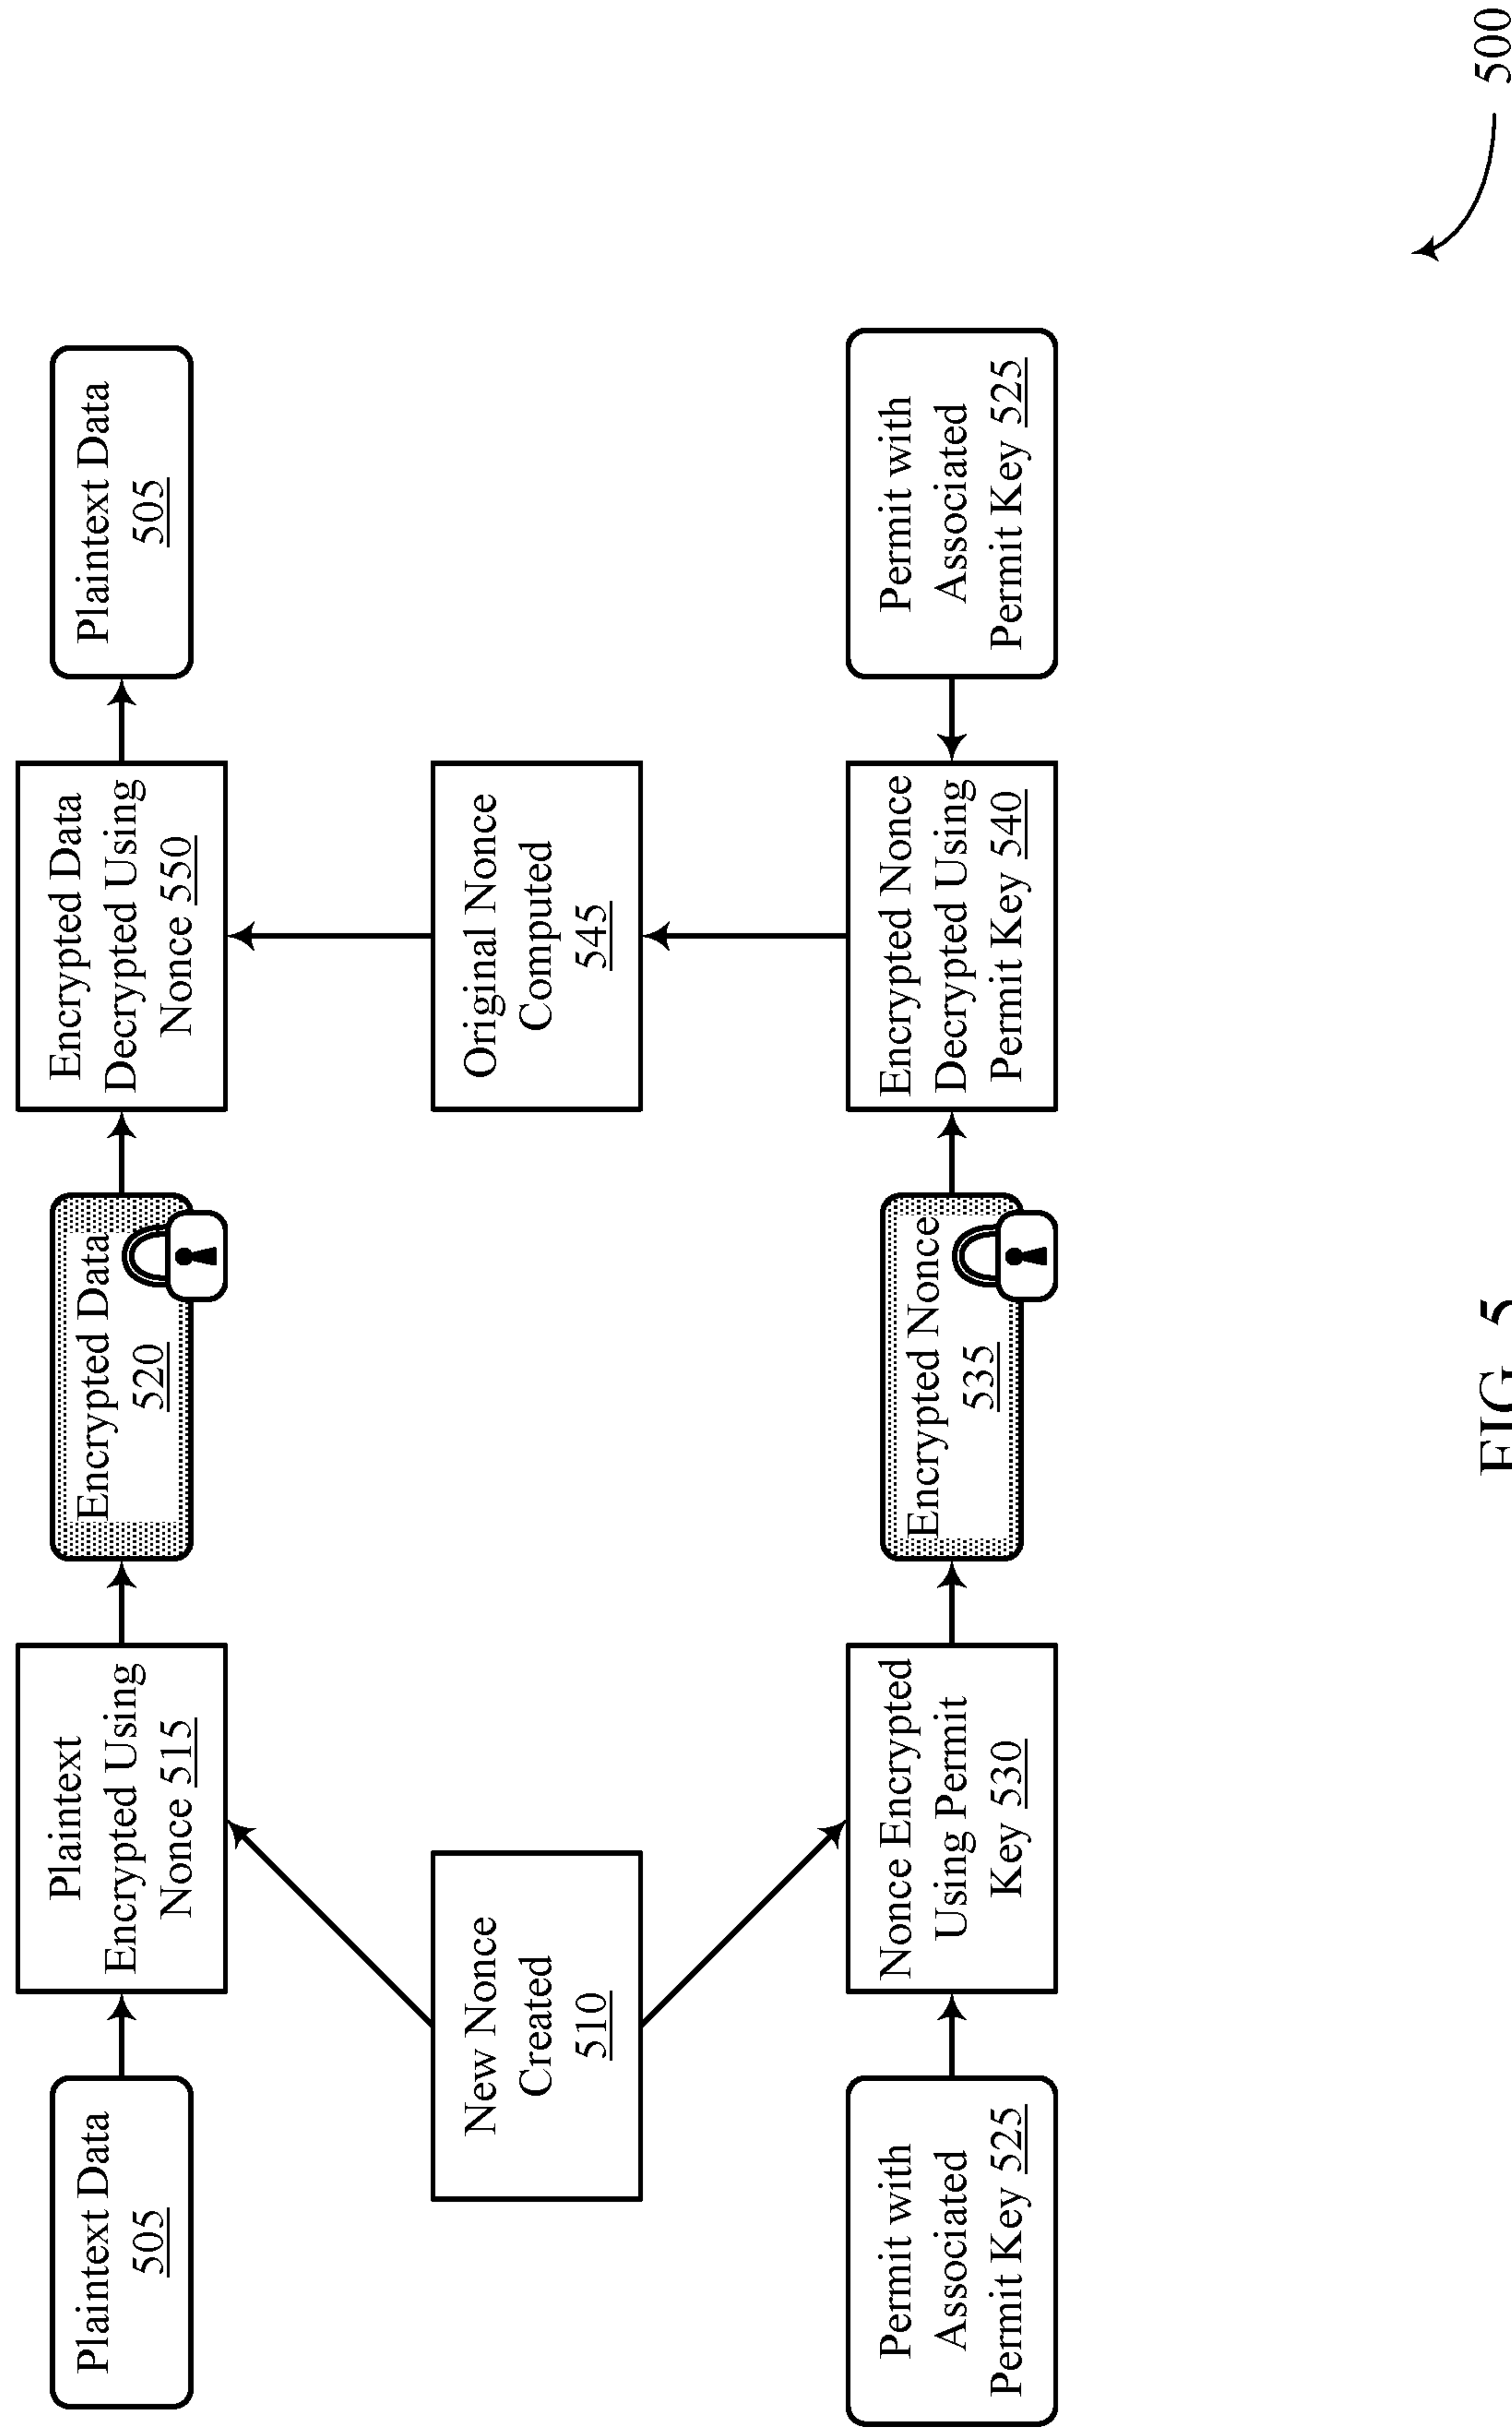 Plaintext Data
505
Plaintext
Encrypted Using
Nonce 515
Encrypted Data
520
Encrypted Data
Decrypted Using
Nonce 550
Plaintext Data
505
New Nonce
Created
510
Original Nonce
Computed
545
Permit with
Associated
Permit Key 525
Nonce Encrypted
Using Permit
Key 530
Encrypted Nonce
535
Encrypted Nonce
Decrypted Using
Permit Key 540
Permit with
Associated
Permit Key 525
FIG. 5
500